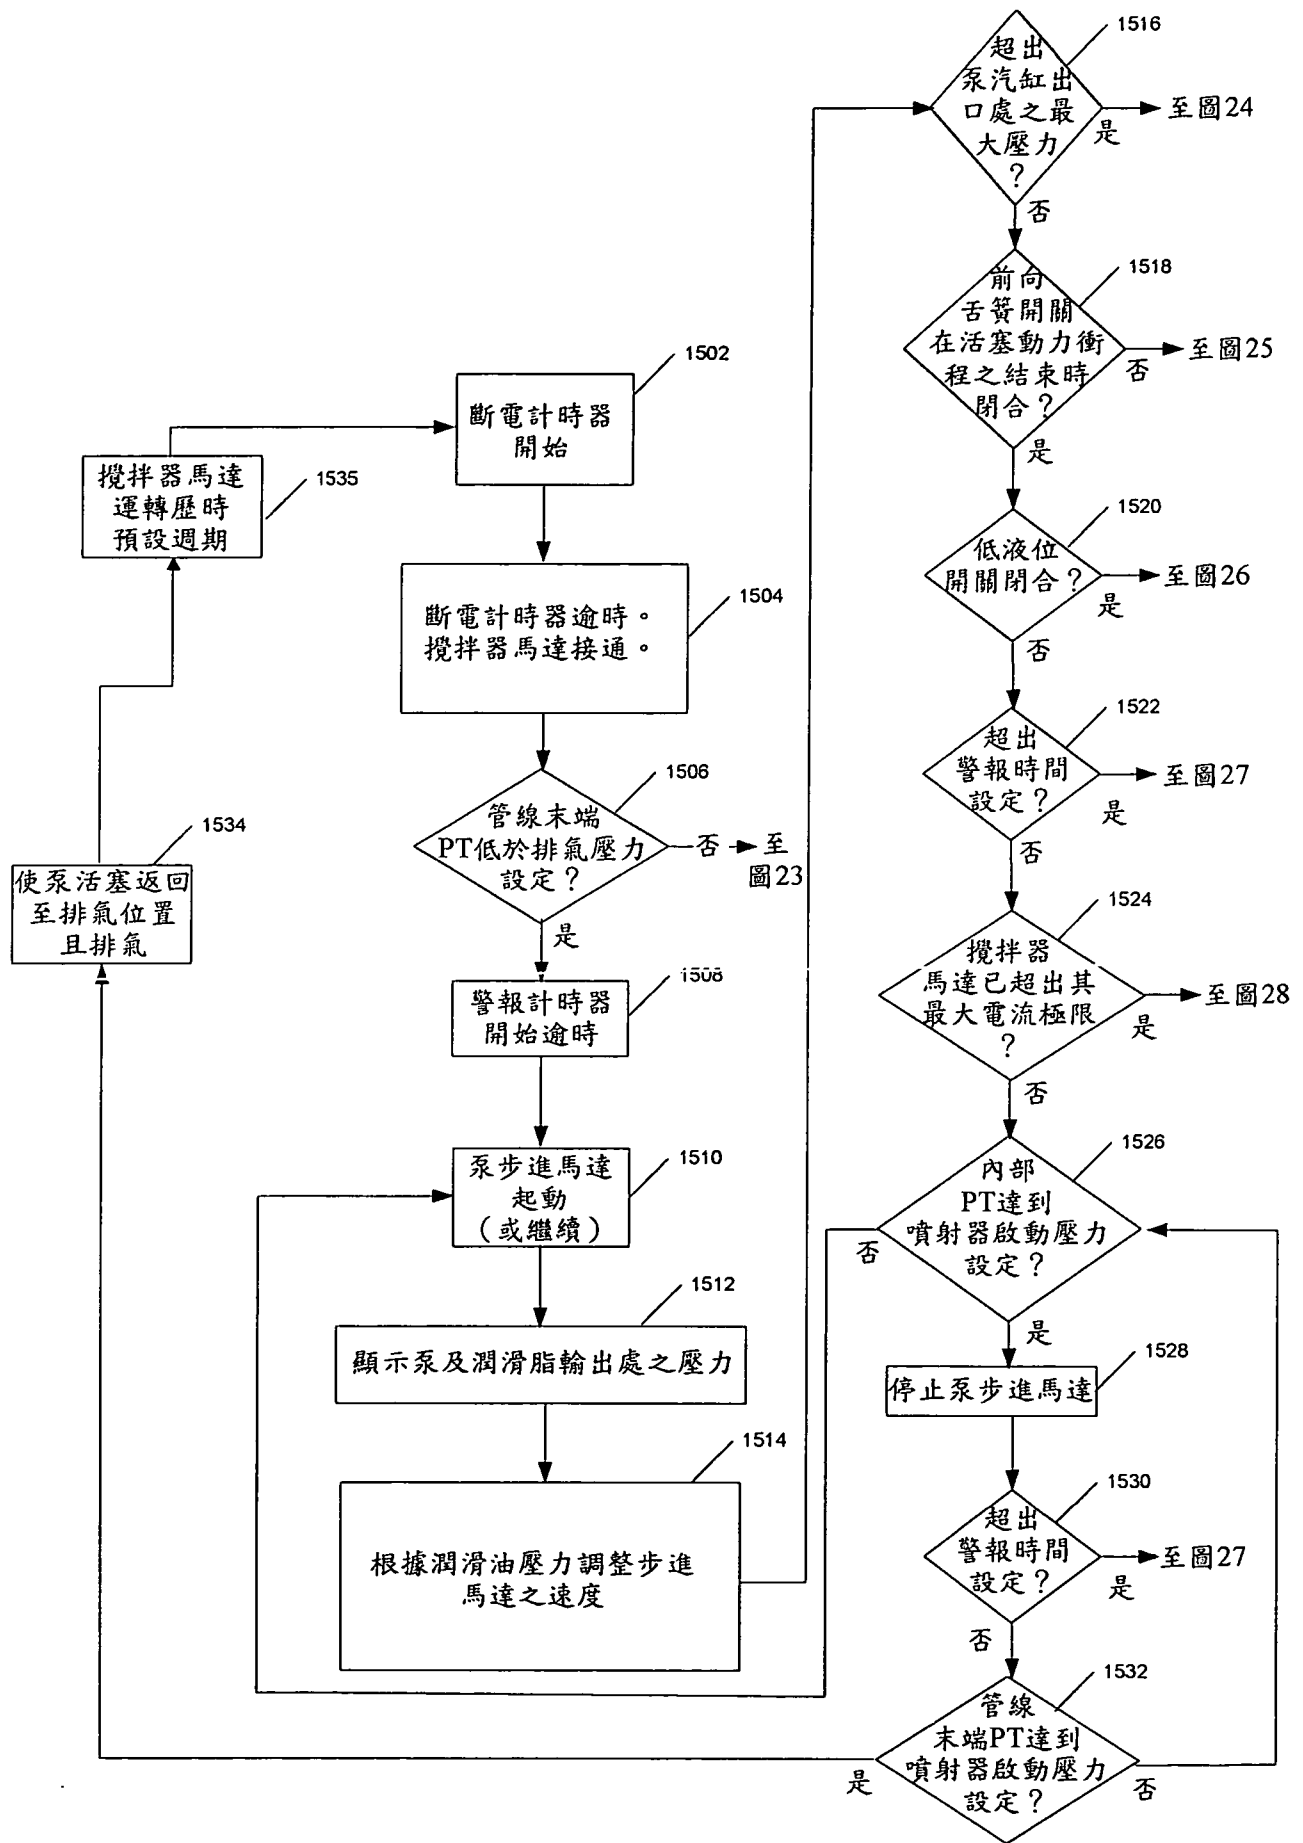 1502
斷電計時器
開始
1535
攪拌器馬達
運轉歷時
預設週期
1504
斷電計時器逾時。
攪拌器馬達接通。
1506
管線末端
PT低於排氣壓力
設定？
否
至
圖23
是
1534
使泵活塞返回
至排氣位置
且排氣
1508
警報計時器
開始逾時
1510
泵步進馬達
起動
（或繼續）
1512
顯示泵及潤滑脂輸出處之壓力
1514
根據潤滑油壓力調整步進
馬達之速度
1516
超出
泵汽缸出
口處之最
大壓力
？
是
至圖24
否
1518
前向
舌簧開關
在活塞動力衝
程之結束時
閉合？
否
至圖25
是
1520
低液位
開關閉合？
是
至圖26
否
1522
超出
警報時間
設定？
是
至圖27
否
1524
攪拌器
馬達已超出其
最大電流極限
？
是
至圖28
否
1526
內部
PT達到
噴射器啟動壓力
設定？
否
是
1528
停止泵步進馬達
1530
超出
警報時間
設定？
是
至圖27
否
1532
管線
末端PT達到
噴射器啟動壓力
設定？
是
否